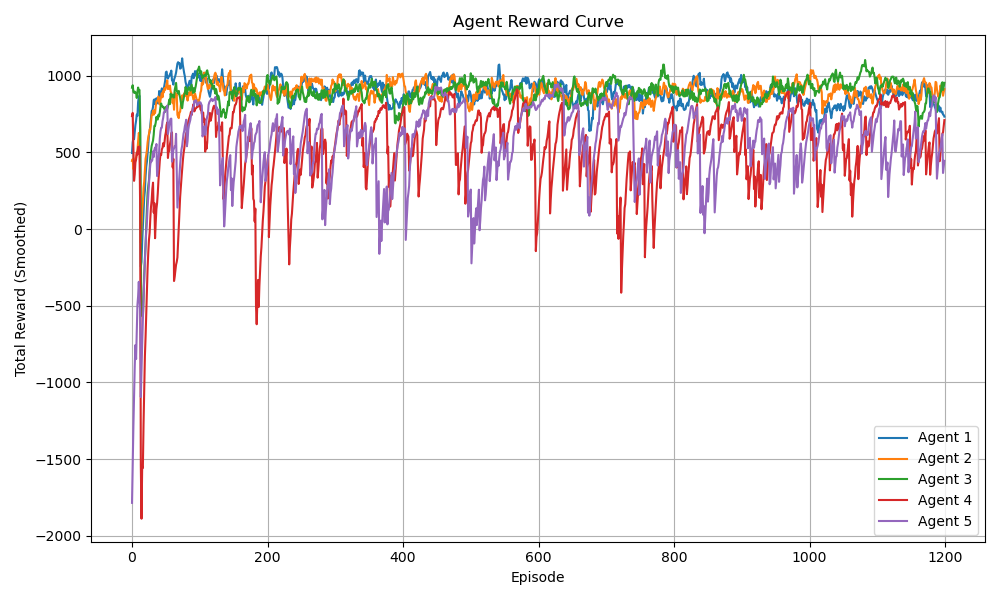 Agent Reward Curve
Total Reward (Smoothed)
1000
500
0
−500
−1000
−1500
−2000
0 200 400 600 800 1000 1200
Episode
Agent 1
Agent 2
Agent 3
Agent 4
Agent 5